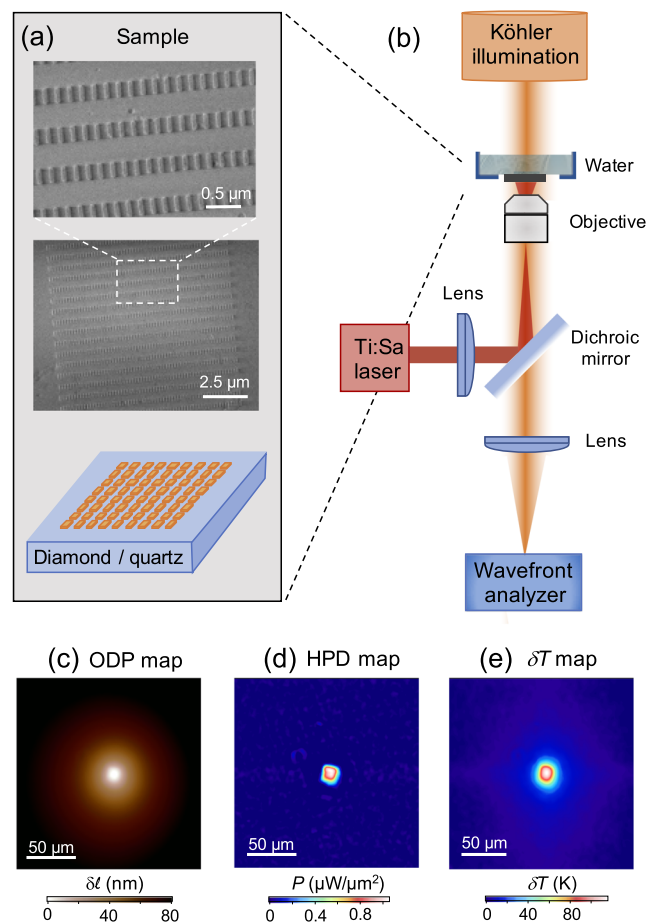 (a)
Sample
0.5 µm
2.5 µm
Diamond / quartz
(b)
Köhler
illumination
Water
Objective
Lens
Ti:Sa
laser
Dichroic
mirror
Lens
Wavefront
analyzer
(c) ODP map
50 µm
δℓ (nm)
0 40 80
(d) HPD map
50 µm
P (µW/µm²)
0 0.4 0.8
(e) δT map
50 µm
δT (K)
0 40 80